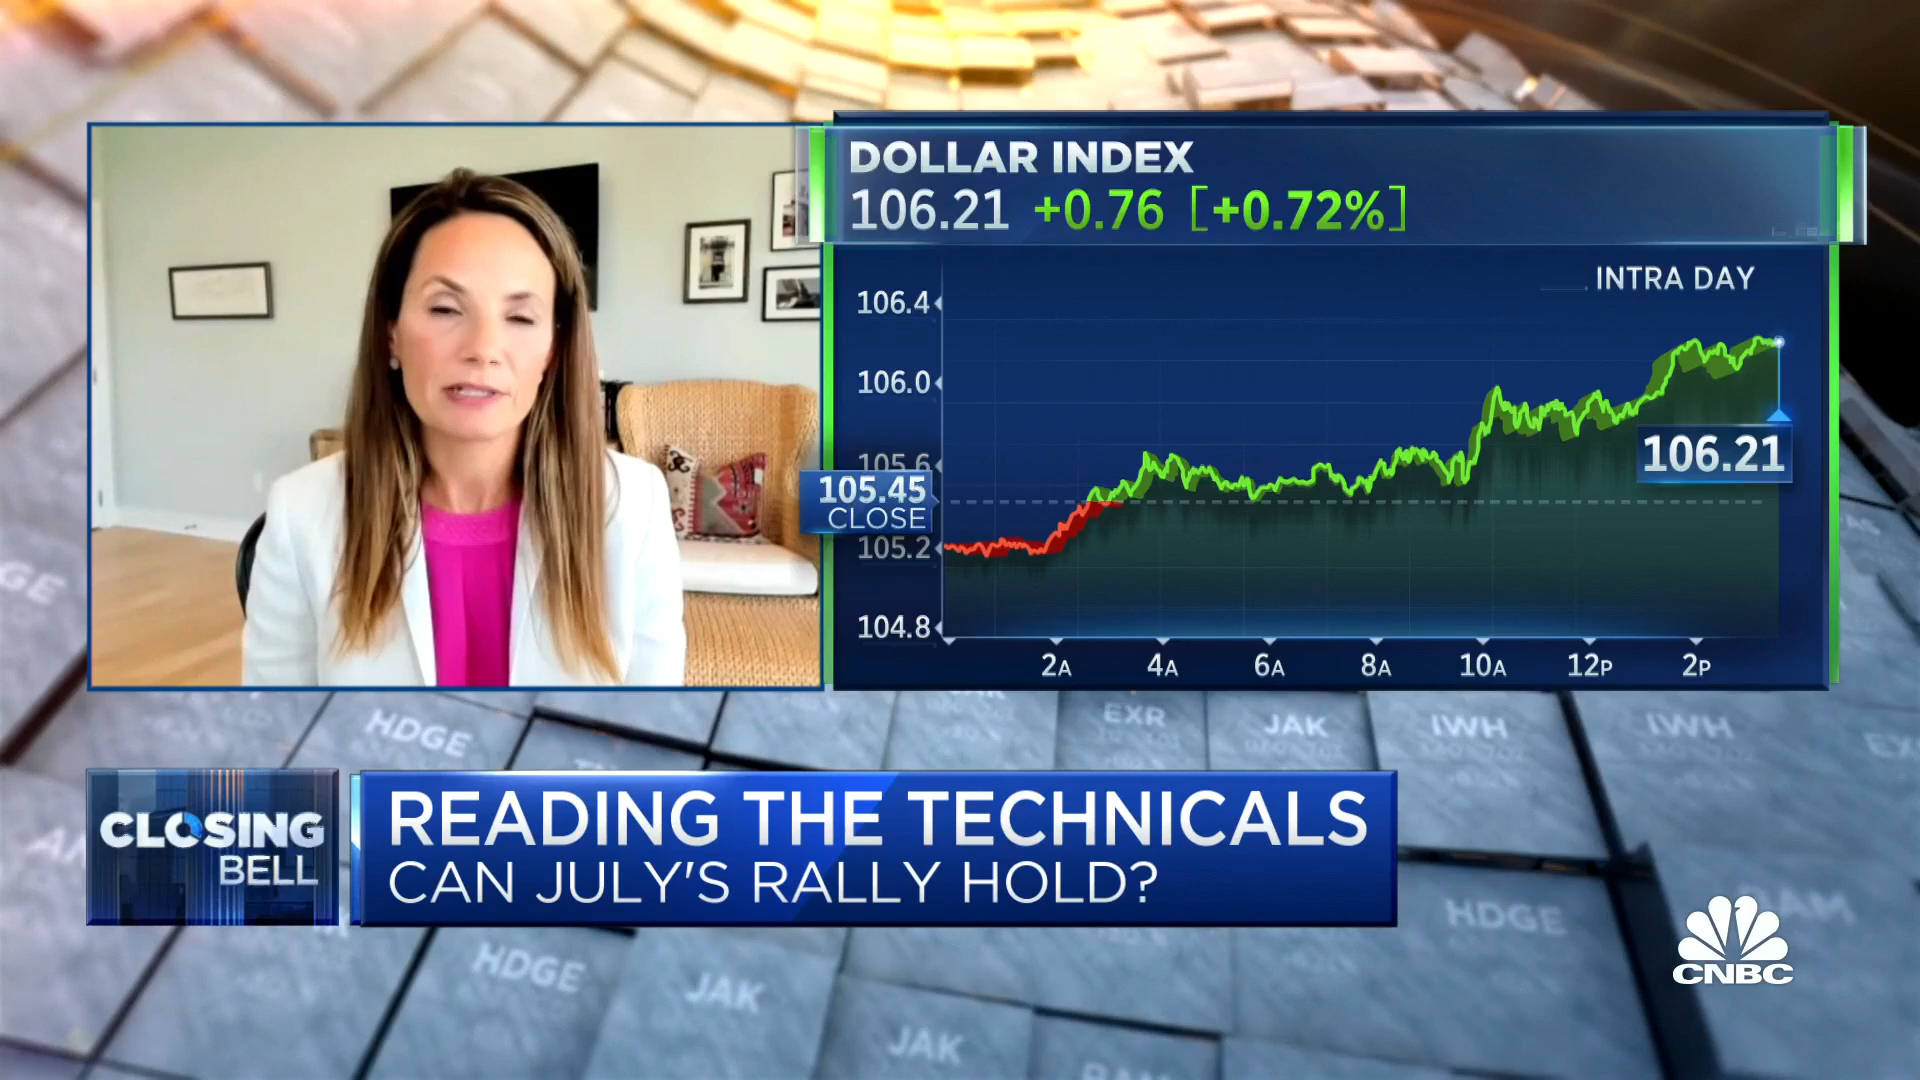 DOLLAR INDEX
106.21 +0.76 [+0.72%]
INTRA DAY
106.4
106.0
105.6
105.45
CLOSE
105.2
104.8
106.21
2A 4A 6A 8A 10A 12P 2P
HDGE
EXR
JAK
IWH
IWH
CLOSING
BELL
READING THE TECHNICALS
CAN JULY'S RALLY HOLD?
HDGE
HDGE
JAK
JAK
CNBC